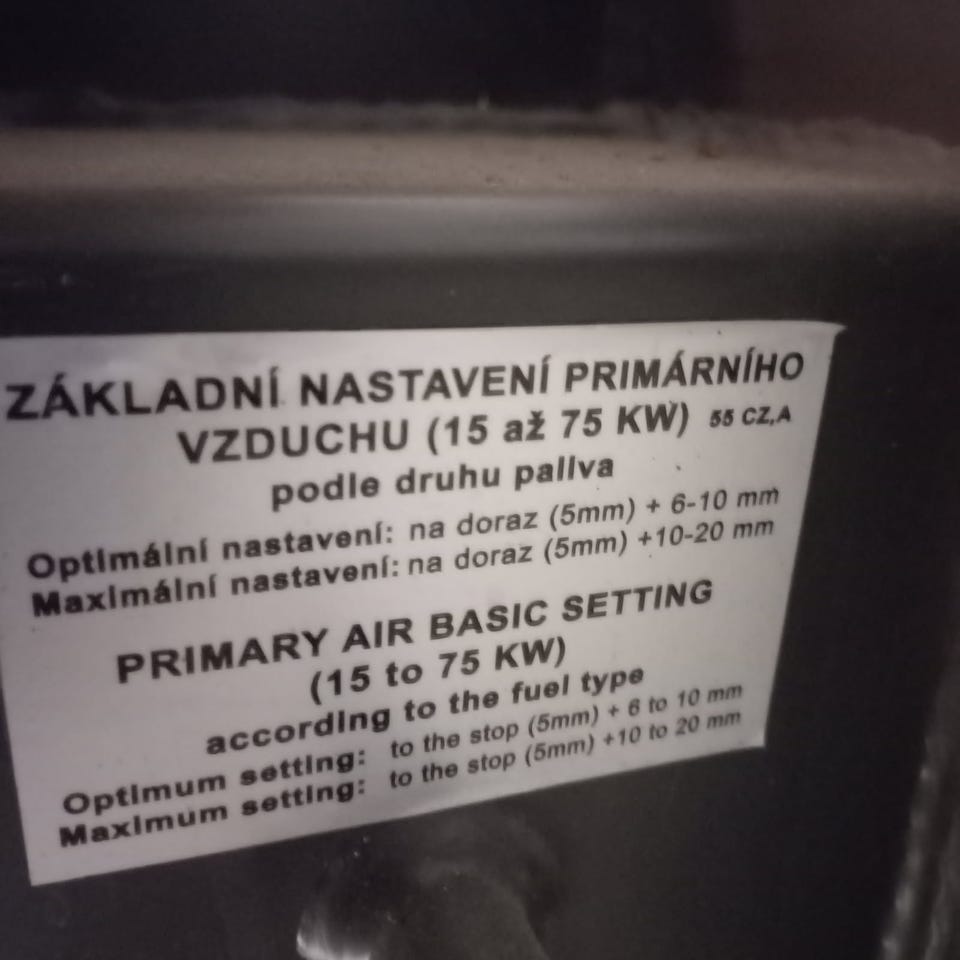 ZÁKLADNÍ NASTAVENÍ PRIMÁRNÍHO
VZDUCHU (15 až 75 KW) 55 CZ,A
podle druhu paliva
Optimální nastavení: na doraz (5mm) + 6-10 mm
Maximální nastavení: na doraz (5mm) +10-20 mm
PRIMARY AIR BASIC SETTING
(15 to 75 KW)
according to the fuel type
Optimum setting: to the stop (5mm) + 6 to 10 mm
Maximum setting: to the stop (5mm) +10 to 20 mm